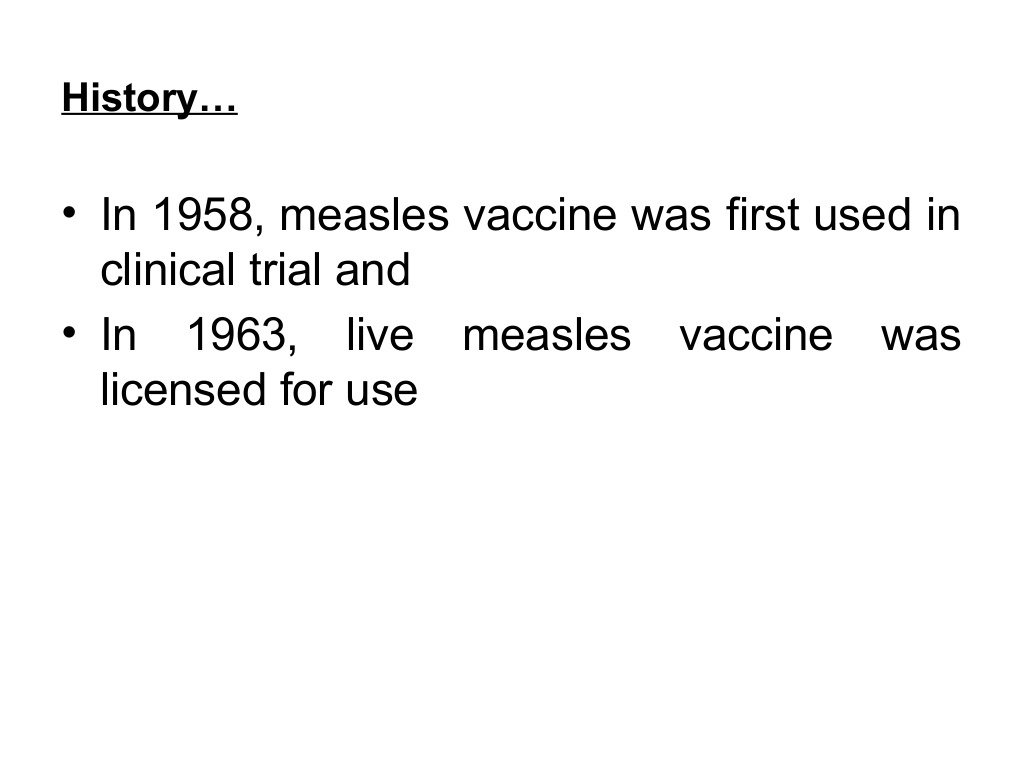 History…
• In 1958, measles vaccine was first used in
clinical trial and
• In 1963, live measles vaccine was
licensed for use